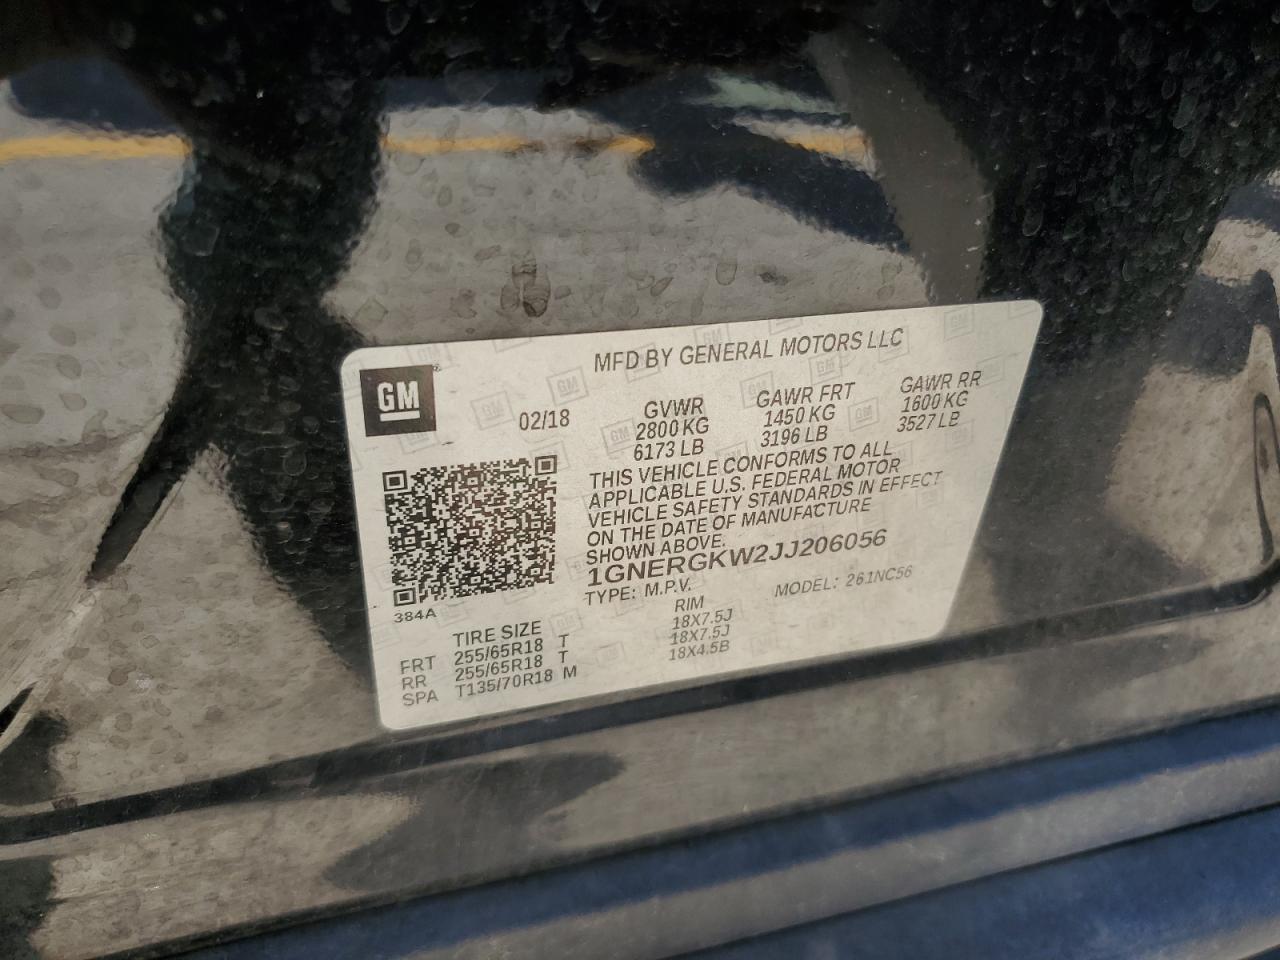 MFD BY GENERAL MOTORS LLC
GM
02/18
GVWR GAWR FRT GAWR RR
2800 KG 1450 KG 1600 KG
6173 LB 3196 LB 3527 LB
THIS VEHICLE CONFORMS TO ALL
APPLICABLE U.S. FEDERAL MOTOR
VEHICLE SAFETY STANDARDS IN EFFECT
ON THE DATE OF MANUFACTURE
SHOWN ABOVE.
1GNERGKW2JJ206056
TYPE: M.P.V. MODEL: 261NC56
384A
TIRE SIZE RIM
FRT 255/65R18 T 18X7.5J
RR 255/65R18 T 18X7.5J
SPA T135/70R18 M 18X4.5B